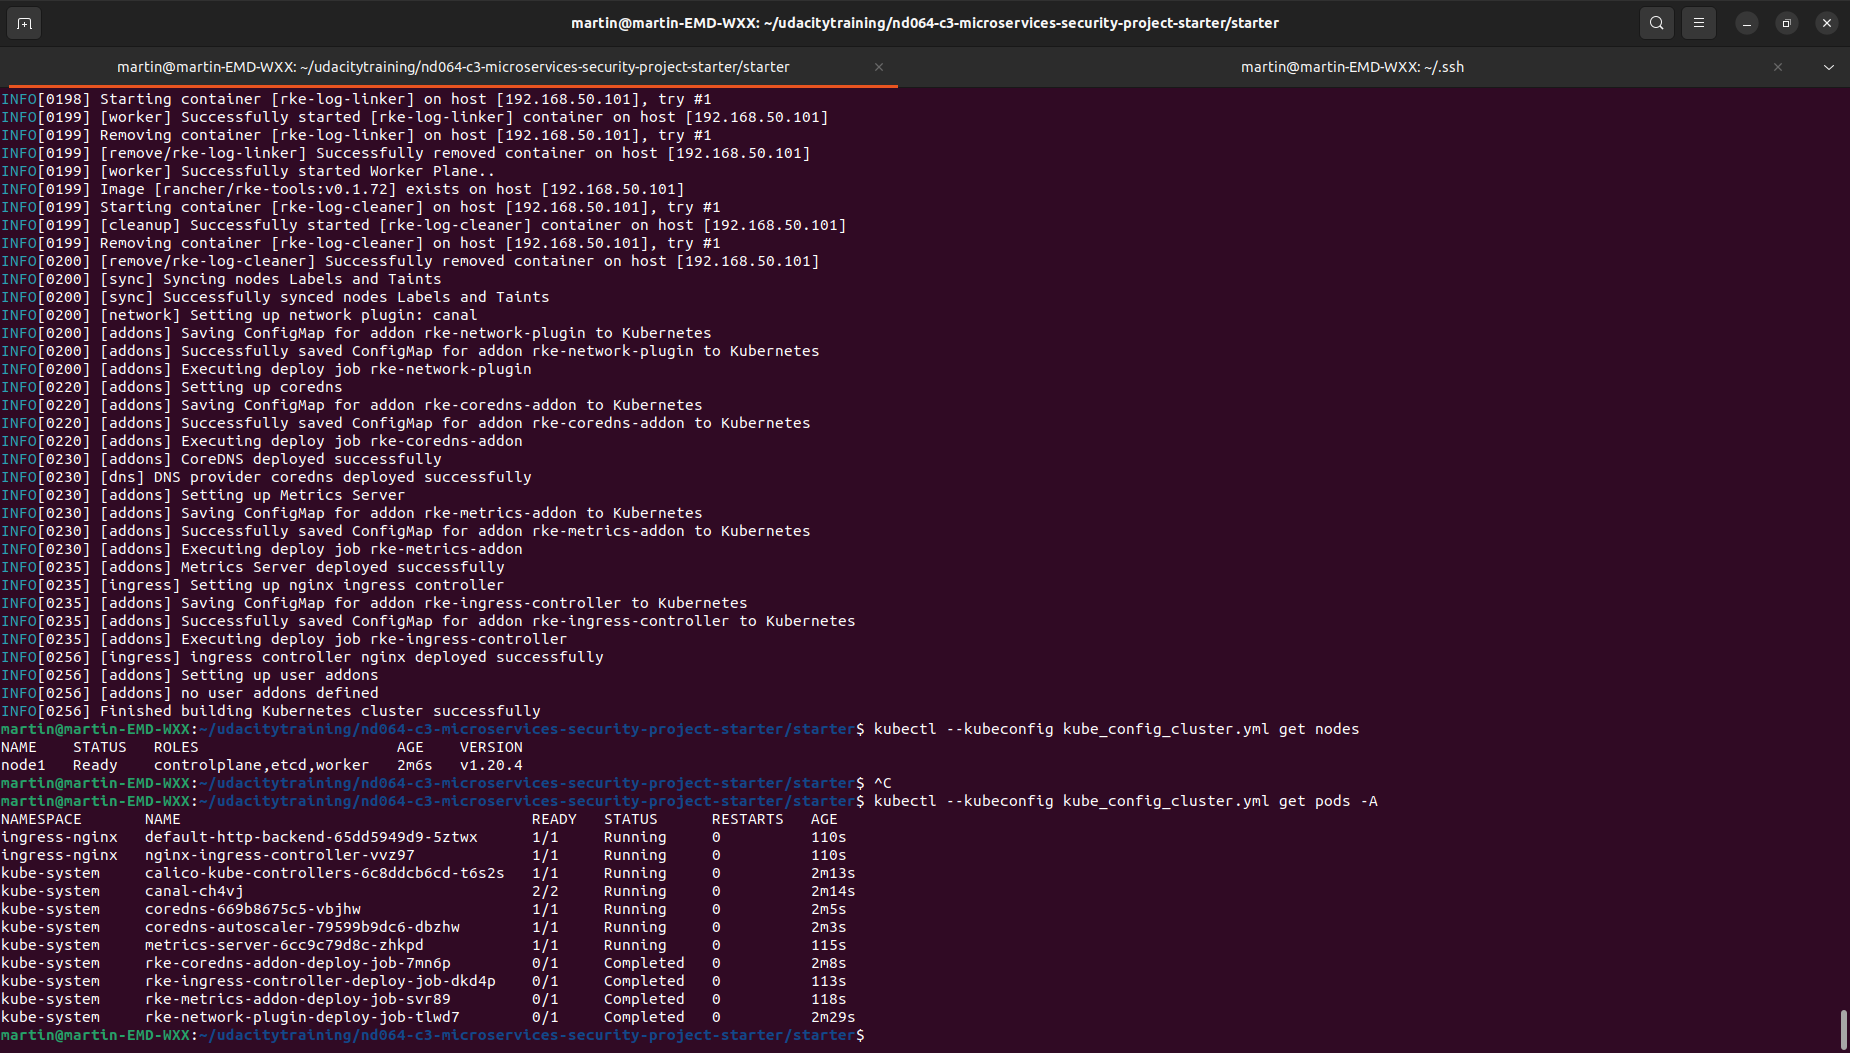 martin@martin-EMD-WXX: ~/udacitytraining/nd064-c3-microservices-security-project-starter/starter
martin@martin-EMD-WXX: ~/udacitytraining/nd064-c3-microservices-security-project-starter/starter
martin@martin-EMD-WXX: ~/.ssh
INFO[0198] Starting container [rke-log-linker] on host [192.168.50.101], try #1
INFO[0199] [worker] Successfully started [rke-log-linker] container on host [192.168.50.101]
INFO[0199] Removing container [rke-log-linker] on host [192.168.50.101], try #1
INFO[0199] [remove/rke-log-linker] Successfully removed container on host [192.168.50.101]
INFO[0199] [worker] Successfully started Worker Plane..
INFO[0199] Image [rancher/rke-tools:v0.1.72] exists on host [192.168.50.101]
INFO[0199] Starting container [rke-log-cleaner] on host [192.168.50.101], try #1
INFO[0199] [cleanup] Successfully started [rke-log-cleaner] container on host [192.168.50.101]
INFO[0199] Removing container [rke-log-cleaner] on host [192.168.50.101], try #1
INFO[0200] [remove/rke-log-cleaner] Successfully removed container on host [192.168.50.101]
INFO[0200] [sync] Syncing nodes Labels and Taints
INFO[0200] [sync] Successfully synced nodes Labels and Taints
INFO[0200] [network] Setting up network plugin: canal
INFO[0200] [addons] Saving ConfigMap for addon rke-network-plugin to Kubernetes
INFO[0200] [addons] Successfully saved ConfigMap for addon rke-network-plugin to Kubernetes
INFO[0200] [addons] Executing deploy job rke-network-plugin
INFO[0220] [addons] Setting up coredns
INFO[0220] [addons] Saving ConfigMap for addon rke-coredns-addon to Kubernetes
INFO[0220] [addons] Successfully saved ConfigMap for addon rke-coredns-addon to Kubernetes
INFO[0220] [addons] Executing deploy job rke-coredns-addon
INFO[0230] [addons] CoreDNS deployed successfully
INFO[0230] [dns] DNS provider coredns deployed successfully
INFO[0230] [addons] Setting up Metrics Server
INFO[0230] [addons] Saving ConfigMap for addon rke-metrics-addon to Kubernetes
INFO[0230] [addons] Successfully saved ConfigMap for addon rke-metrics-addon to Kubernetes
INFO[0230] [addons] Executing deploy job rke-metrics-addon
INFO[0235] [addons] Metrics Server deployed successfully
INFO[0235] [ingress] Setting up nginx ingress controller
INFO[0235] [addons] Saving ConfigMap for addon rke-ingress-controller to Kubernetes
INFO[0235] [addons] Successfully saved ConfigMap for addon rke-ingress-controller to Kubernetes
INFO[0235] [addons] Executing deploy job rke-ingress-controller
INFO[0256] [ingress] ingress controller nginx deployed successfully
INFO[0256] [addons] Setting up user addons
INFO[0256] [addons] no user addons defined
INFO[0256] Finished building Kubernetes cluster successfully
martin@martin-EMD-WXX:~/udacitytraining/nd064-c3-microservices-security-project-starter/starter$ kubectl --kubeconfig kube_config_cluster.yml get nodes
NAME    STATUS   ROLES                      AGE    VERSION
node1   Ready    controlplane,etcd,worker   2m6s   v1.20.4
martin@martin-EMD-WXX:~/udacitytraining/nd064-c3-microservices-security-project-starter/starter$ ^C
martin@martin-EMD-WXX:~/udacitytraining/nd064-c3-microservices-security-project-starter/starter$ kubectl --kubeconfig kube_config_cluster.yml get pods -A
NAMESPACE       NAME                                       READY   STATUS      RESTARTS   AGE
ingress-nginx   default-http-backend-65dd5949d9-5ztwx      1/1     Running     0          110s
ingress-nginx   nginx-ingress-controller-vvz97             1/1     Running     0          110s
kube-system     calico-kube-controllers-6c8ddcb6cd-t6s2s   1/1     Running     0          2m13s
kube-system     canal-ch4vj                                2/2     Running     0          2m14s
kube-system     coredns-669b8675c5-vbjhw                   1/1     Running     0          2m5s
kube-system     coredns-autoscaler-79599b9dc6-dbzhw        1/1     Running     0          2m3s
kube-system     metrics-server-6cc9c79d8c-zhkpd            1/1     Running     0          115s
kube-system     rke-coredns-addon-deploy-job-7mn6p         0/1     Completed   0          2m8s
kube-system     rke-ingress-controller-deploy-job-dkd4p    0/1     Completed   0          113s
kube-system     rke-metrics-addon-deploy-job-svr89         0/1     Completed   0          118s
kube-system     rke-network-plugin-deploy-job-tlwd7        0/1     Completed   0          2m29s
martin@martin-EMD-WXX:~/udacitytraining/nd064-c3-microservices-security-project-starter/starter$